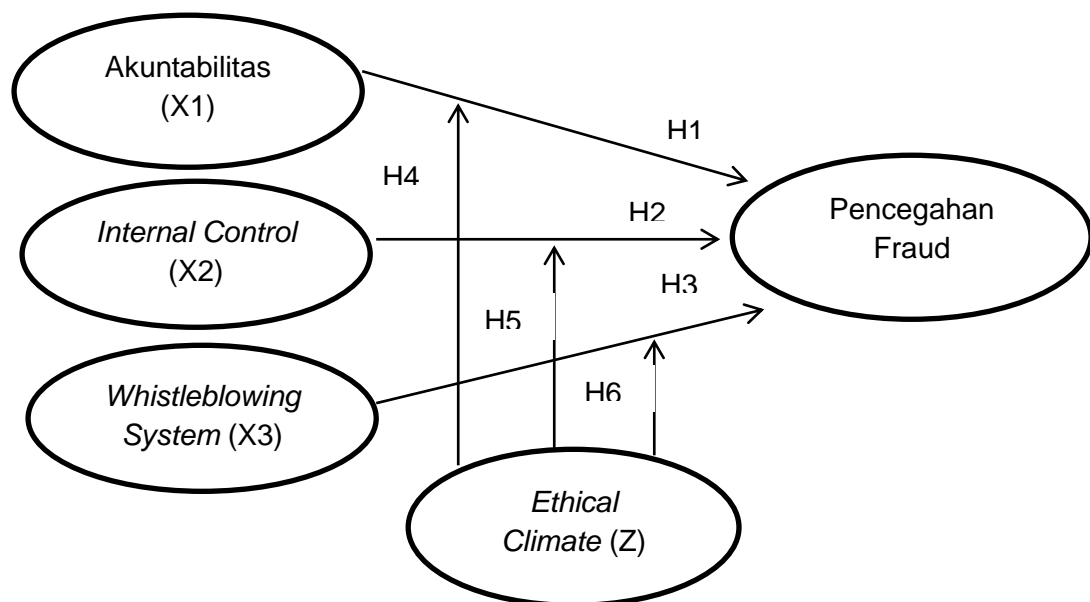 Akuntabilitas
(X1)
H1
H4
Internal Control
(X2)
H2
Pencegahan
Fraud
H3
H5
Whistleblowing
System (X3)
H6
Ethical
Climate (Z)